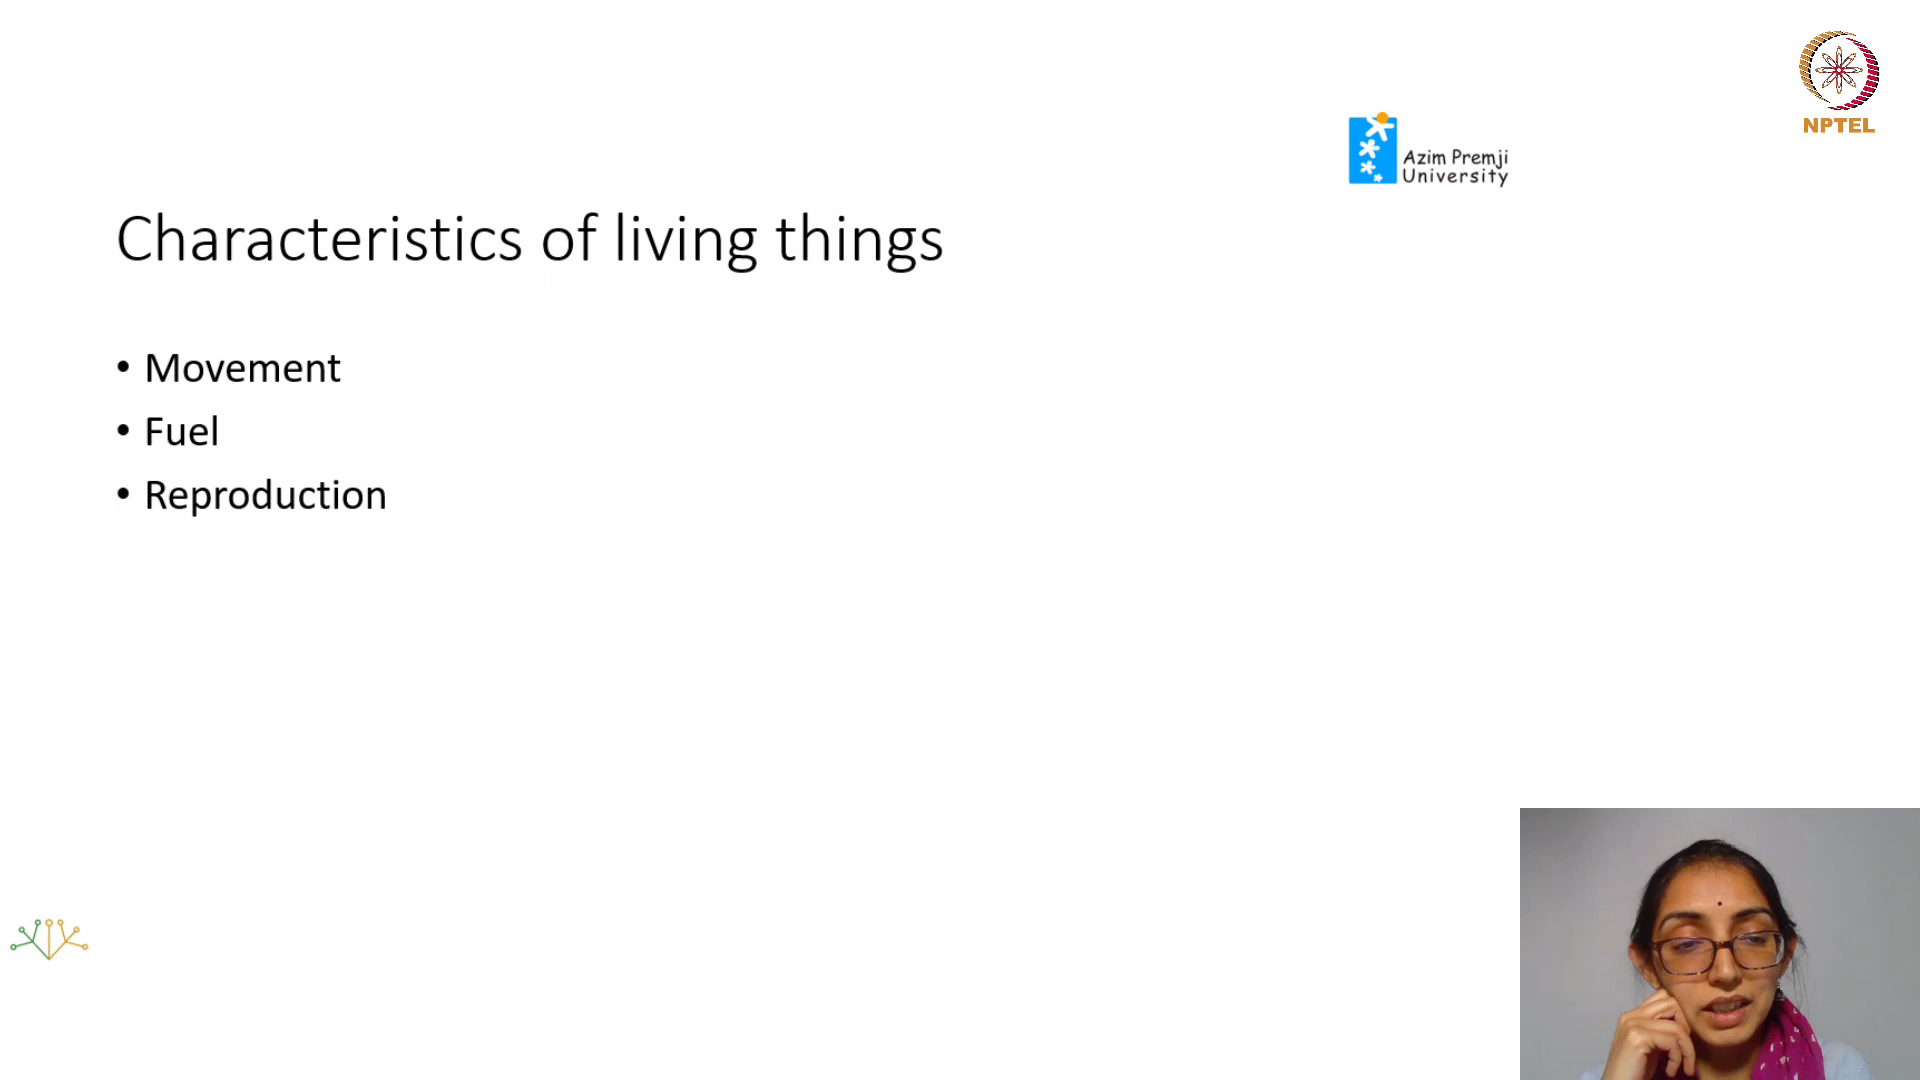 NPTEL
Azim Premji
University
Characteristics of living things
• Movement
• Fuel
• Reproduction